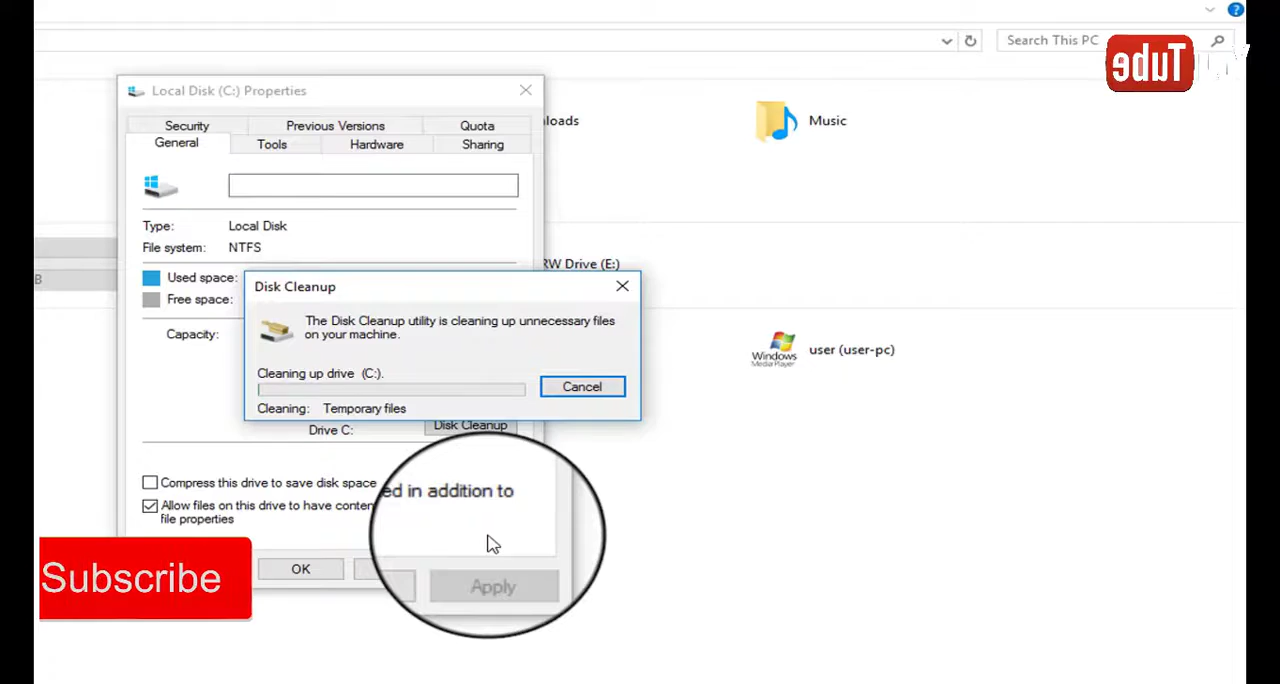 Search This PC
eduTube
Local Disk (C:) Properties
loads
Music
Security
Previous Versions
Quota
General
Tools
Hardware
Sharing
Type:
Local Disk
File system:
NTFS
RW Drive (E:)
Used space:
B
Free space:
Disk Cleanup
The Disk Cleanup utility is cleaning up unnecessary files
on your machine.
Capacity:
Windows
Media Player
user (user-pc)
Cleaning up drive (C:).
Cancel
Cleaning: Temporary files
Drive C:
Disk Cleanup
Compress this drive to save disk space
ed in addition to
Allow files on this drive to have conten
file properties
Subscribe
OK
Apply